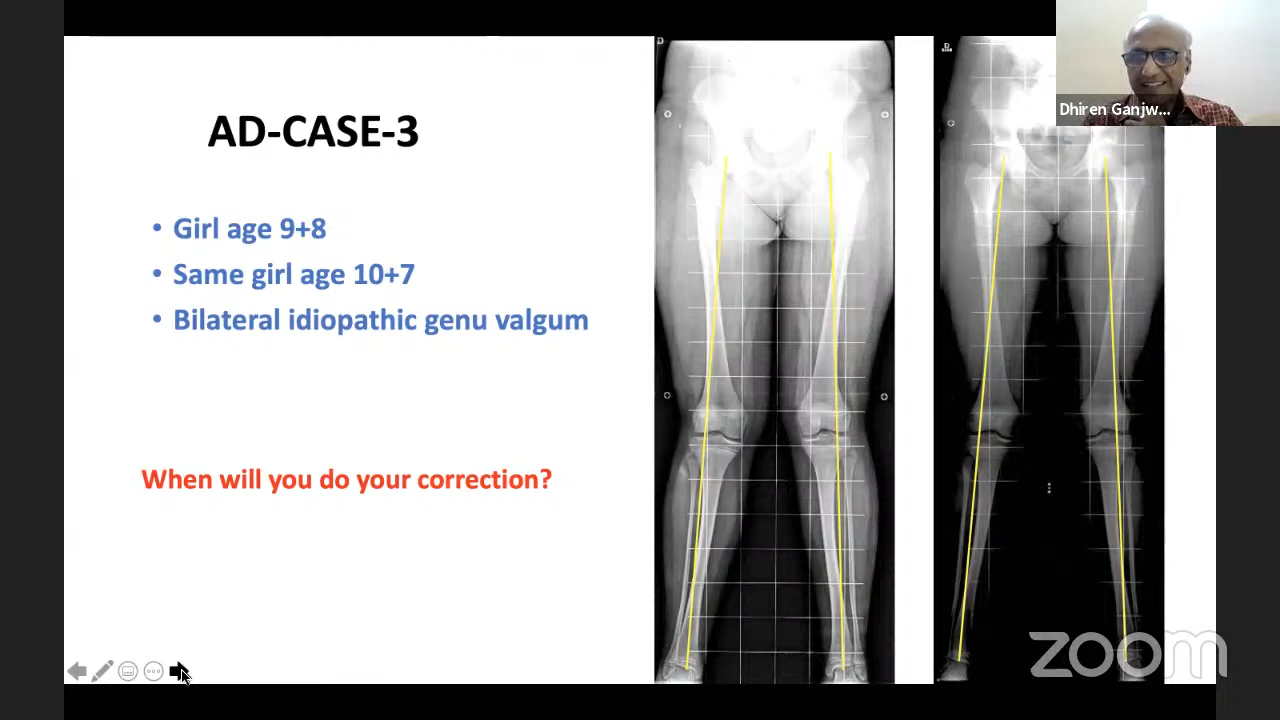 AD-CASE-3
• Girl age 9+8
• Same girl age 10+7
• Bilateral idiopathic genu valgum
When will you do your correction?
D
D
Dhiren Ganjw...
zoom